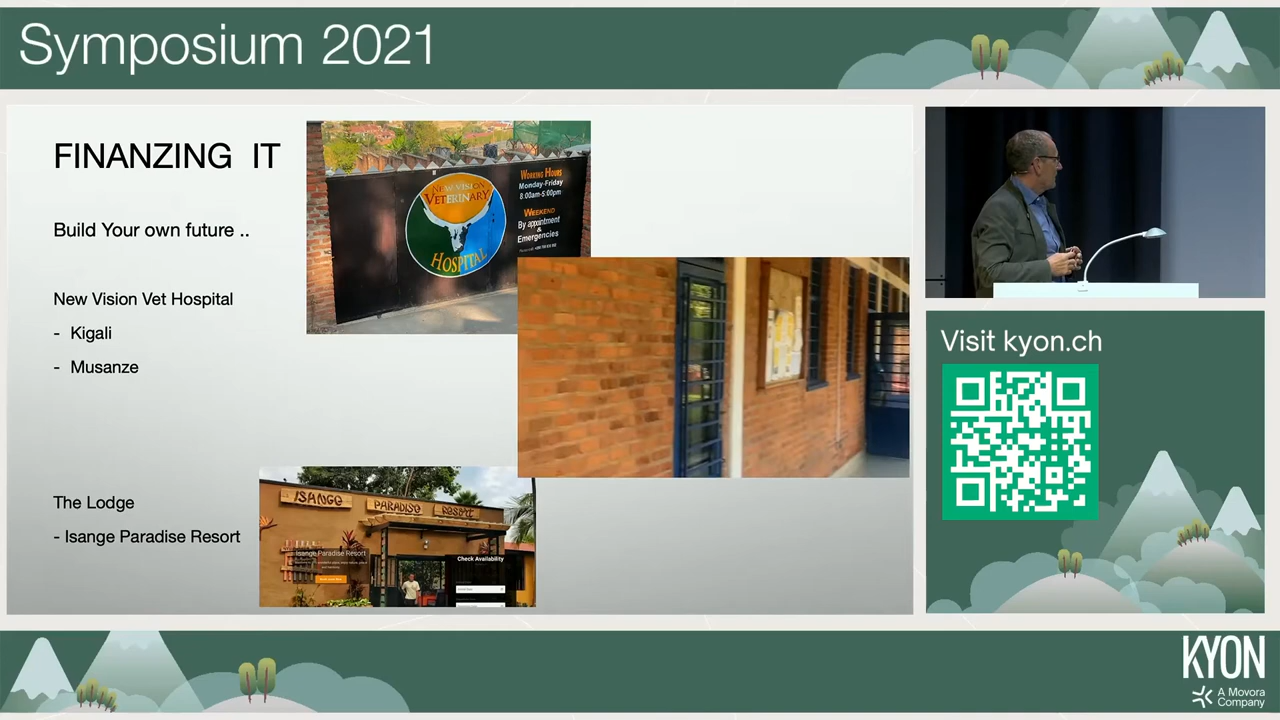 Symposium 2021
FINANZING IT
Build Your own future ..
New Vision Vet Hospital
- Kigali
- Musanze
The Lodge
- Isange Paradise Resort
NEW VISION
VETERINARY
HOSPITAL
WORKING HOURS
Monday-Friday
8:00am-5:00pm
WEEKEND
By appointment
&
Emergencies
ISANGE PARADISE RESORT
Isange Paradise Resort
Check Availability
Visit kyon.ch
KYON
A Movora
Company